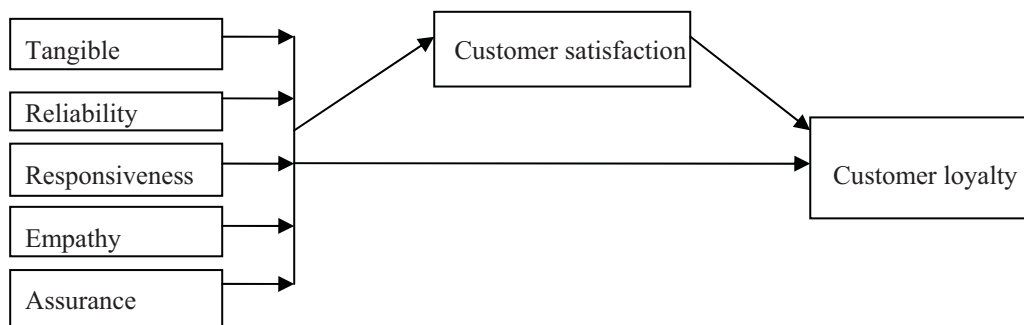 Tangible
Customer satisfaction
Reliability
Responsiveness
Customer loyalty
Empathy
Assurance